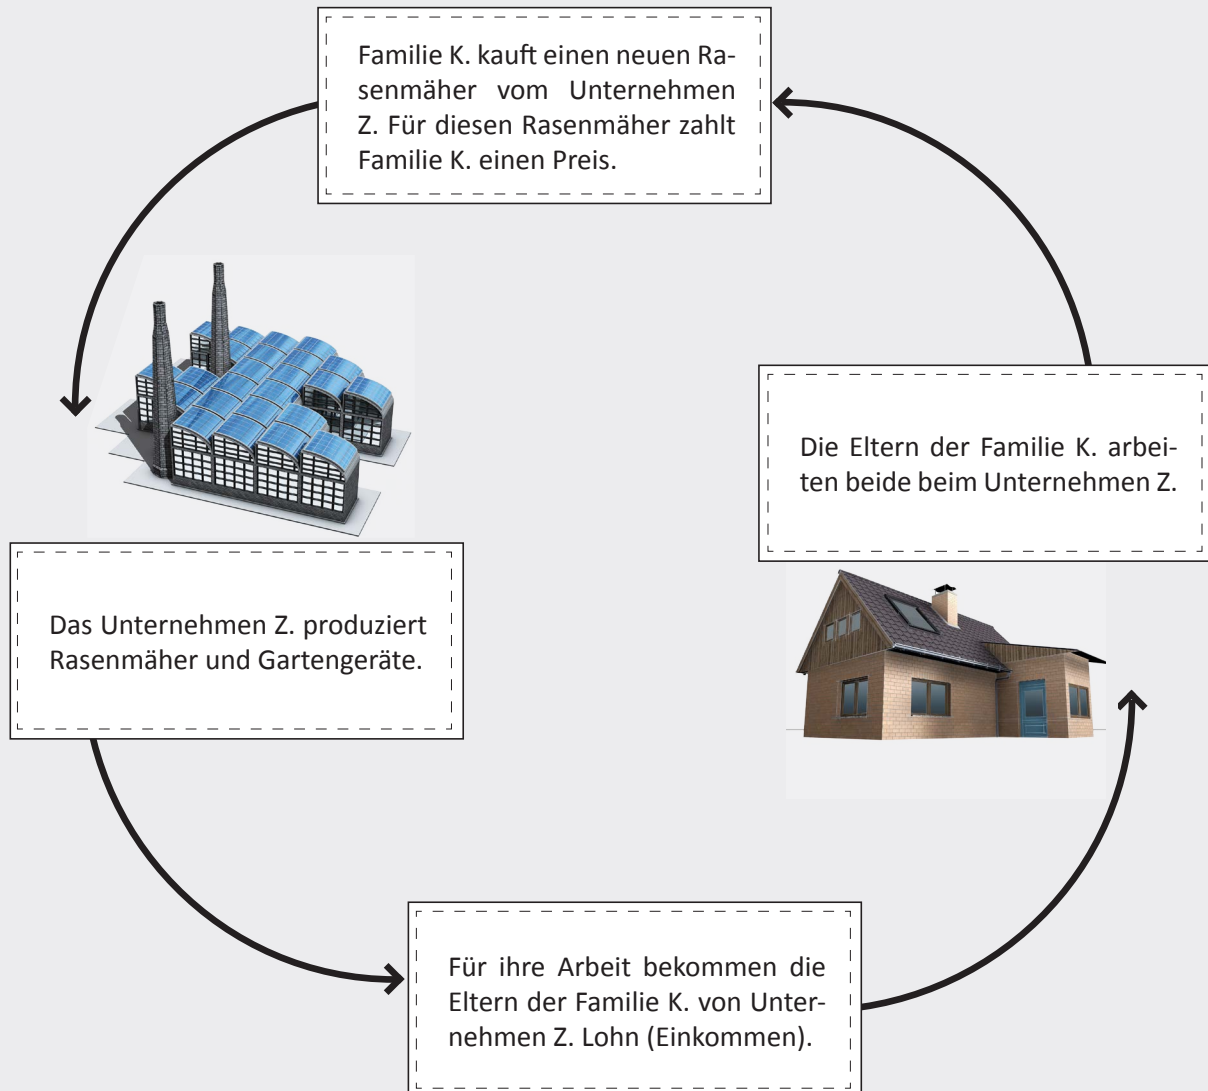 Familie K. kauft einen neuen Ra-
senmäher vom Unternehmen
Z. Für diesen Rasenmäher zahlt
Familie K. einen Preis.
Die Eltern der Familie K. arbei-
ten beide beim Unternehmen Z.
Das Unternehmen Z. produziert
Rasenmäher und Gartengeräte.
Für ihre Arbeit bekommen die
Eltern der Familie K. von Unter-
nehmen Z. Lohn (Einkommen).